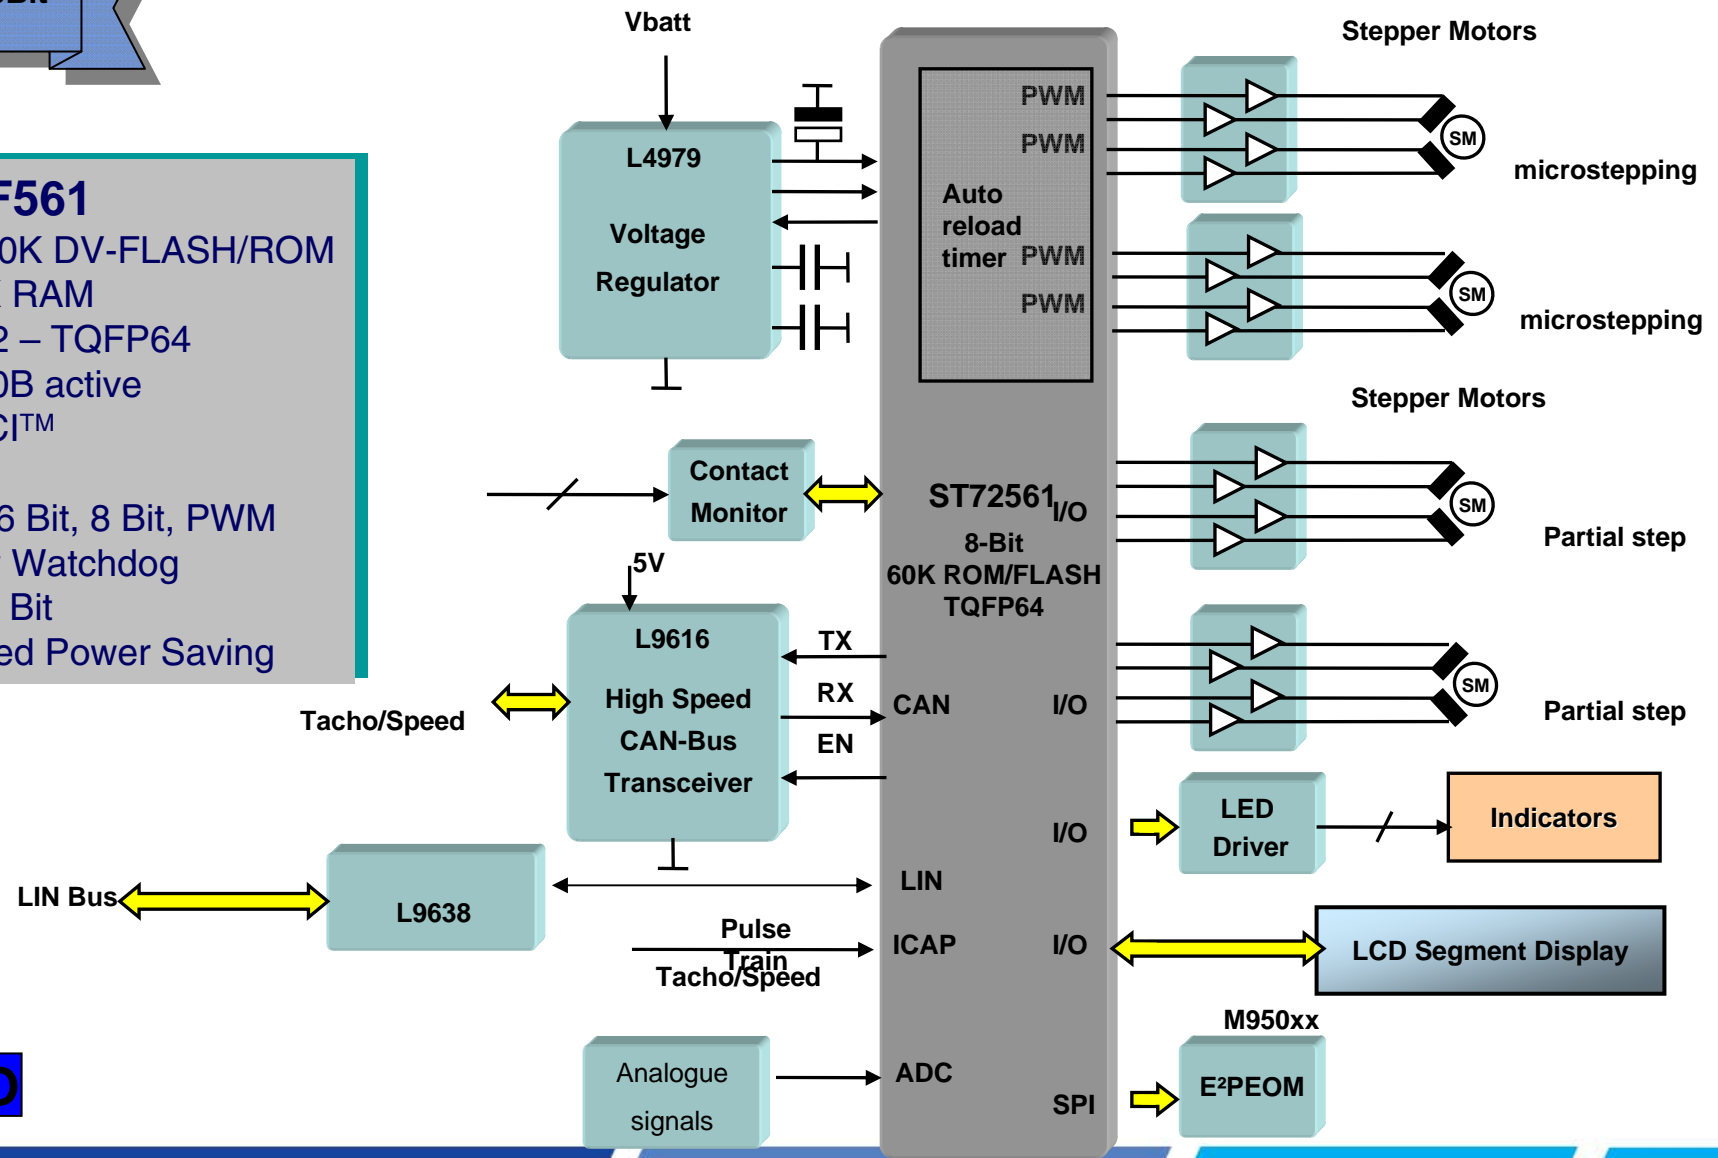 Vbatt
Stepper Motors
L4979
Voltage
Regulator
PWM
PWM
Auto
reload
timer
PWM
PWM
SM
microstepping
SM
microstepping
F561
0K DV-FLASH/ROM
RAM
2 – TQFP64
0B active
CI™
6 Bit, 8 Bit, PWM
Watchdog
Bit
ed Power Saving
Stepper Motors
Contact
Monitor
ST72561
I/O
8-Bit
60K ROM/FLASH
TQFP64
SM
Partial step
5V
L9616
High Speed
CAN-Bus
Transceiver
TX
RX
EN
CAN
I/O
SM
Partial step
Tacho/Speed
I/O
LED
Driver
Indicators
LIN Bus
L9638
LIN
Pulse
Train
Tacho/Speed
ICAP
I/O
LCD Segment Display
M950xx
Analogue
signals
ADC
SPI
E²PEOM